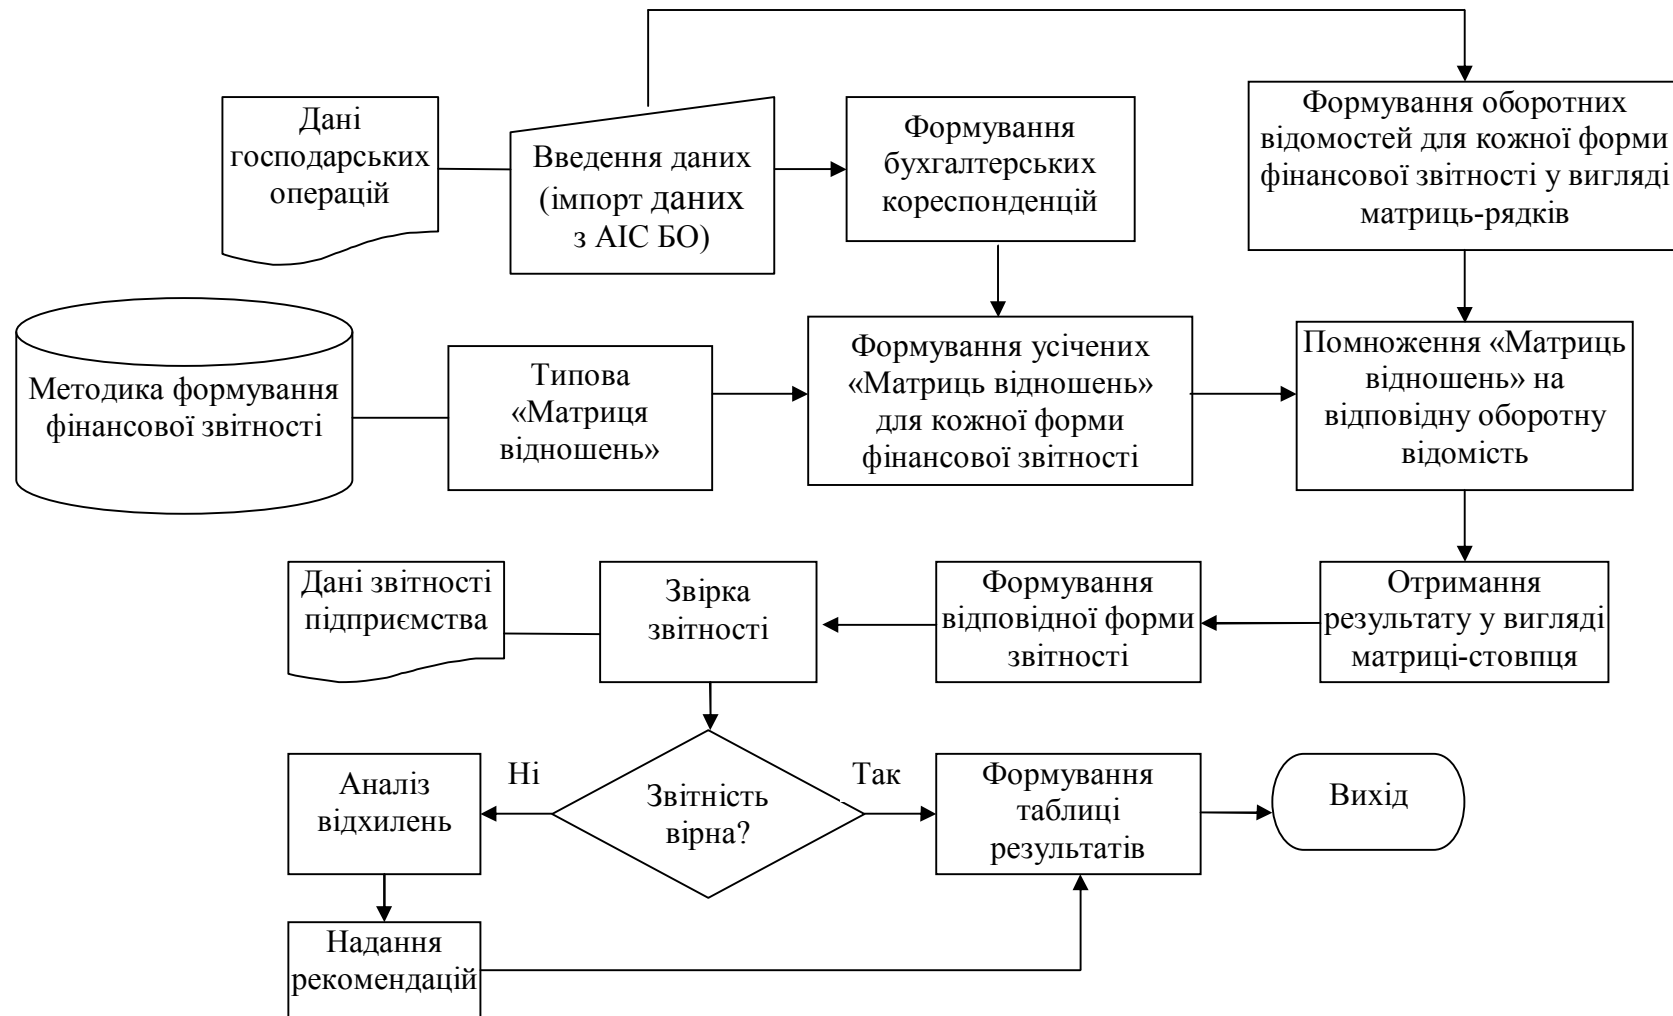 Дані
господарських
операцій
Введення даних
(імпорт даних
з АІС БО)
Формування
бухгалтерських
кореспонденцій
Формування оборотних
відомостей для кожної форми
фінансової звітності у вигляді
матриць-рядків
Методика формування
фінансової звітності
Типова
«Матриця
відношень»
Формування усічених
«Матриць відношень»
для кожної форми
фінансової звітності
Помноження «Матриць
відношень» на
відповідну оборотну
відомість
Дані звітності
підприємства
Звірка
звітності
Формування
відповідної форми
звітності
Отримання
результату у вигляді
матриці-стовпця
Аналіз
відхилень
Ні
Звітність
вірна?
Так
Формування
таблиці
результатів
Вихід
Надання
рекомендацій